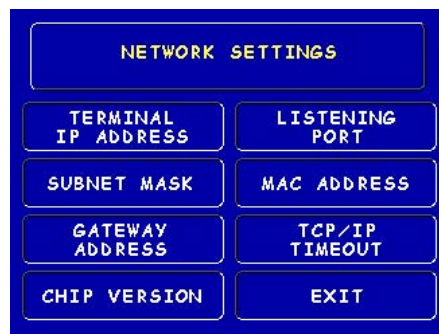 NETWORK SETTINGS
TERMINAL
IP ADDRESS
LISTENING
PORT
SUBNET MASK
MAC ADDRESS
GATEWAY
ADDRESS
TCP/IP
TIMEOUT
CHIP VERSION
EXIT